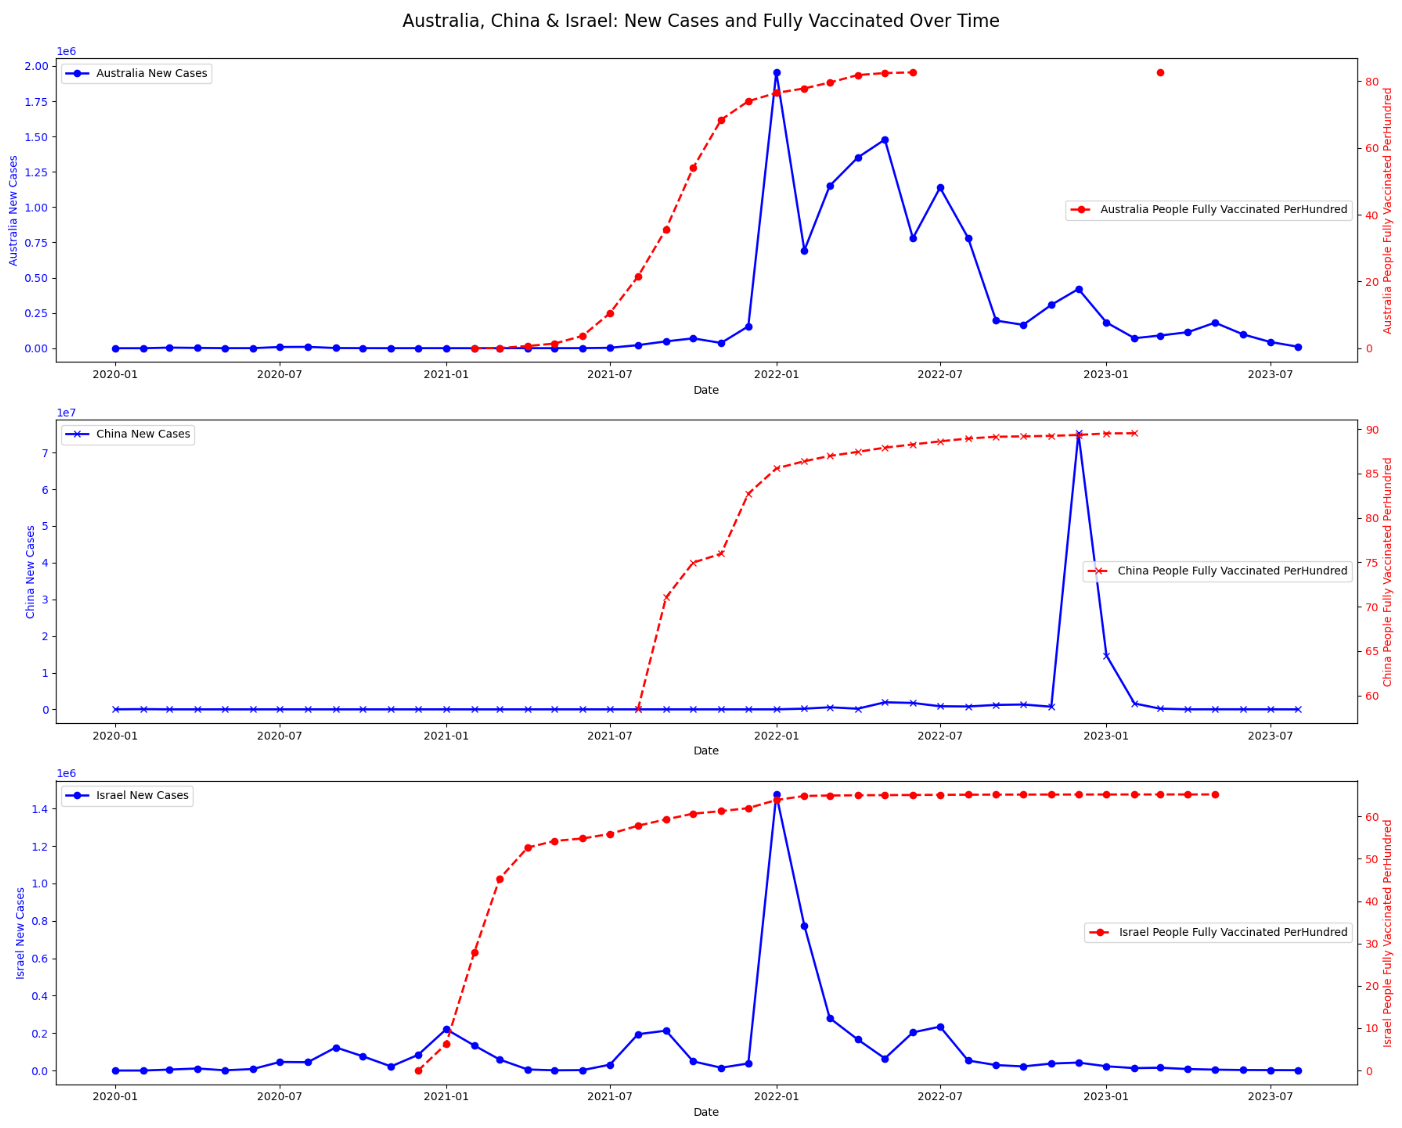 Australia, China & Israel: New Cases and Fully Vaccinated Over Time
1e6
Australia New Cases
2.00
1.75
1.50
1.25
1.00
0.75
0.50
0.25
0.00
Australia New Cases
80
60
40
20
0
Australia People Fully Vaccinated PerHundred
Australia People Fully Vaccinated PerHundred
2020-01 2020-07 2021-01 2021-07 2022-01 2022-07 2023-01 2023-07
Date
1e7
China New Cases
7
6
5
4
3
2
1
0
China New Cases
90
85
80
75
70
65
60
China People Fully Vaccinated PerHundred
China People Fully Vaccinated PerHundred
2020-01 2020-07 2021-01 2021-07 2022-01 2022-07 2023-01 2023-07
Date
1e6
Israel New Cases
1.4
1.2
1.0
0.8
0.6
0.4
0.2
0.0
Israel New Cases
60
50
40
30
20
10
0
Israel People Fully Vaccinated PerHundred
Israel People Fully Vaccinated PerHundred
2020-01 2020-07 2021-01 2021-07 2022-01 2022-07 2023-01 2023-07
Date